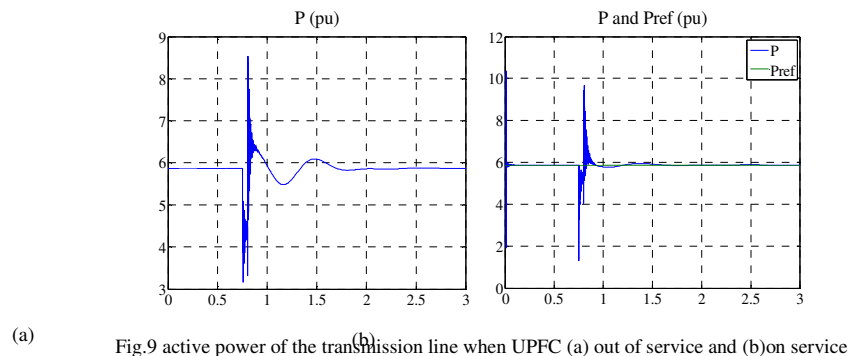 P (pu)
9
8
7
6
5
4
3
0 0.5 1 1.5 2 2.5 3
P and Pref (pu)
12
10
8
6
4
2
0
0 0.5 1 1.5 2 2.5 3
P
Pref
(a)
(b)
Fig.9 active power of the transmission line when UPFC (a) out of service and (b)on service